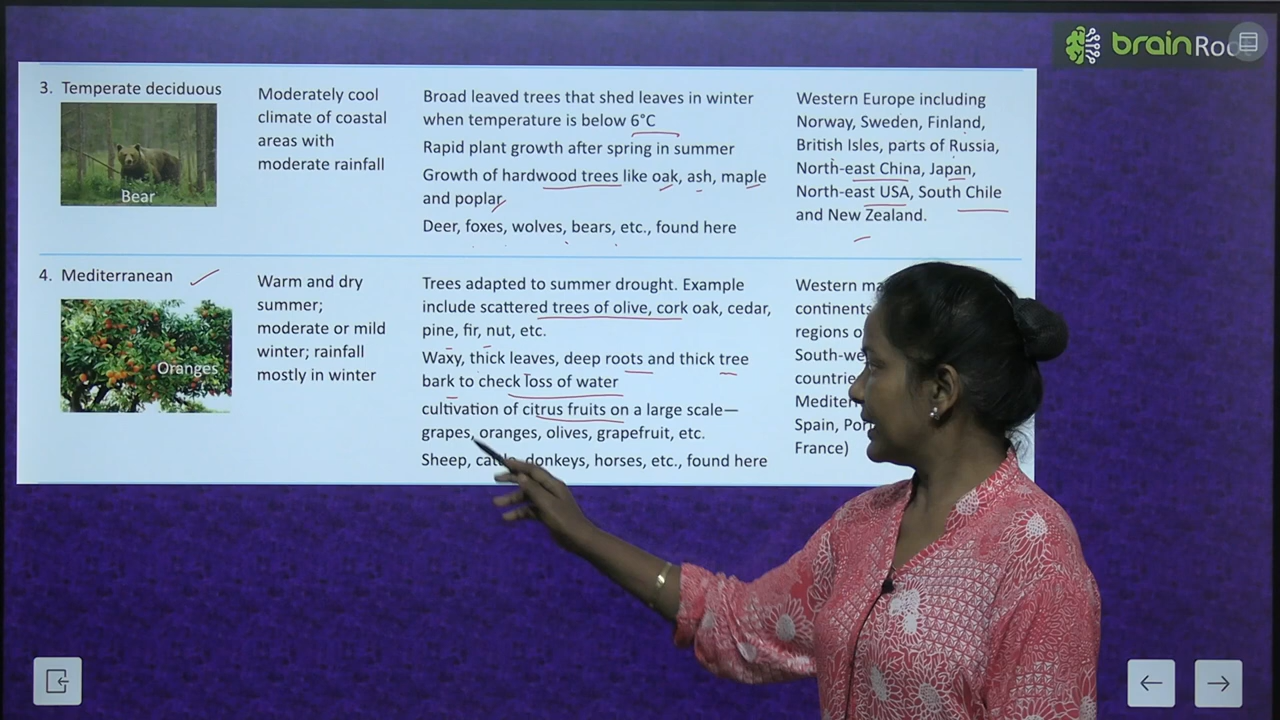 brainRoo
3. Temperate deciduous
Bear
Moderately cool
climate of coastal
areas with
moderate rainfall
Broad leaved trees that shed leaves in winter
when temperature is below 6°C
Rapid plant growth after spring in summer
Growth of hardwood trees like oak, ash, maple
and poplar
Deer, foxes, wolves, bears, etc., found here
Western Europe including
Norway, Sweden, Finland,
British Isles, parts of Russia,
North-east China, Japan,
North-east USA, South Chile
and New Zealand.
4. Mediterranean
Oranges
Warm and dry
summer;
moderate or mild
winter; rainfall
mostly in winter
Trees adapted to summer drought. Example
include scattered trees of olive, cork oak, cedar,
pine, fir, nut, etc.
Waxy, thick leaves, deep roots and thick tree
bark to check loss of water
cultivation of citrus fruits on a large scale—
grapes, oranges, olives, grapefruit, etc.
Sheep, donkeys, horses, etc., found here
Western
continents
regions
countries
Spain,
France)